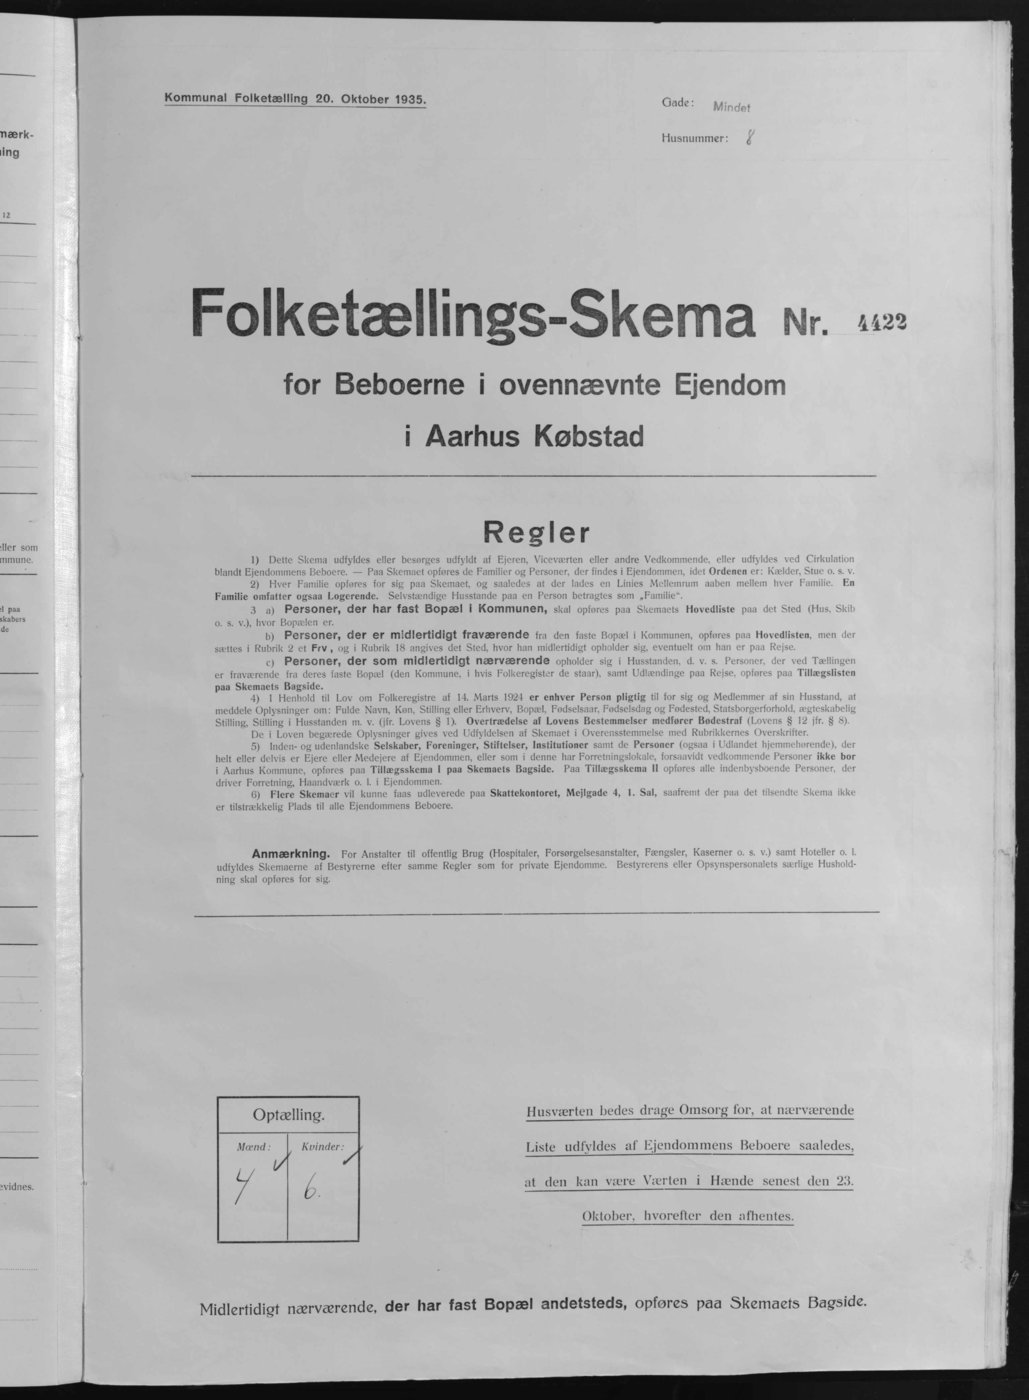 mærk-
ning
12
eller som
mmune.
el paa
skabers
de
evidnes.
Kommunal Folketælling 20. Oktober 1935.
Gade: Mindet
Husnummer: 8
Folketællings-Skema Nr. 4422
for Beboerne i ovennævnte Ejendom
i Aarhus Købstad
Regler
1) Dette Skema udfyldes eller besørges udfyldt af Ejeren, Viceværten eller andre Vedkommende, eller udfyldes ved Cirkulation
blandt Ejendommens Beboere. — Paa Skemaet opføres de Familier og Personer, der findes i Ejendommen, idet Ordenen er: Kælder, Stue o. s. v.
2) Hver Familie opføres for sig paa Skemaet, og saaledes at der lades en Linies Mellemrum aaben mellem hver Familie. En
Familie omfatter ogsaa Logerende. Selvstændige Husstande paa en Person betragtes som „Familie“.
3 a) Personer, der har fast Bopæl i Kommunen, skal opføres paa Skemaets Hovedliste paa det Sted (Hus, Skib
o. s. v.), hvor Bopælen er.
b) Personer, der er midlertidigt fraværende fra den faste Bopæl i Kommunen, opføres paa Hovedlisten, men der
sættes i Rubrik 2 et Frv, og i Rubrik 18 angives det Sted, hvor han midlertidigt opholder sig, eventuelt om han er paa Rejse.
c) Personer, der som midlertidigt nærværende opholder sig i Husstanden, d. v. s. Personer, der ved Tællingen
er fraværende fra deres faste Bopæl (den Kommune, i hvis Folkeregister de staar), samt Udlændinge paa Rejse, opføres paa Tillægslisten
paa Skemaets Bagside.
4) I Henhold til Lov om Folkeregistre af 14. Marts 1924 er enhver Person pligtig til for sig og Medlemmer af sin Husstand, at
meddele Oplysninger om: Fulde Navn, Køn, Stilling eller Erhverv, Bopæl, Fødselsaar, Fødselsdag og Fødested, Statsborgerforhold, ægteskabelig
Stilling, Stilling i Husstanden m. v. (jfr. Lovens § 1). Overtrædelse af Lovens Bestemmelser medfører Bødestraf (Lovens § 12 jfr. § 8).
De i Loven begærede Oplysninger gives ved Udfyldelsen af Skemaet i Overensstemmelse med Rubrikkernes Overskrifter.
5) Inden- og udenlandske Selskaber, Foreninger, Stiftelser, Institutioner samt de Personer (ogsaa i Udlandet hjemmehørende), der
helt eller delvis er Ejere eller Medejere af Ejendommen, eller som i denne har Forretningslokale, forsaavidt vedkommende Personer ikke bor
i Aarhus Kommune, opføres paa Tillægsskema I paa Skemaets Bagside. Paa Tillægsskema II opføres alle indenbysboende Personer, der
driver Forretning, Haandværk o. l. i Ejendommen.
6) Flere Skemaer vil kunne faas udleverede paa Skattekontoret, Mejlgade 4, 1. Sal, saafremt der paa det tilsendte Skema ikke
er tilstrækkelig Plads til alle Ejendommens Beboere.
Anmærkning. For Anstalter til offentlig Brug (Hospitaler, Forsørgelsesanstalter, Fængsler, Kaserner o. s. v.) samt Hoteller o. l.
udfyldes Skemaerne af Bestyrerne efter samme Regler som for private Ejendomme. Bestyrerens eller Opsynspersonalets særlige Hushold-
ning skal opføres for sig.
Optælling.
Mænd: Kvinder:
4 6.
Husværten bedes drage Omsorg for, at nærværende
Liste udfyldes af Ejendommens Beboere saaledes,
at den kan være Værten i Hænde senest den 23.
Oktober, hvorefter den afhentes.
Midlertidigt nærværende, der har fast Bopæl andetsteds, opføres paa Skemaets Bagside.